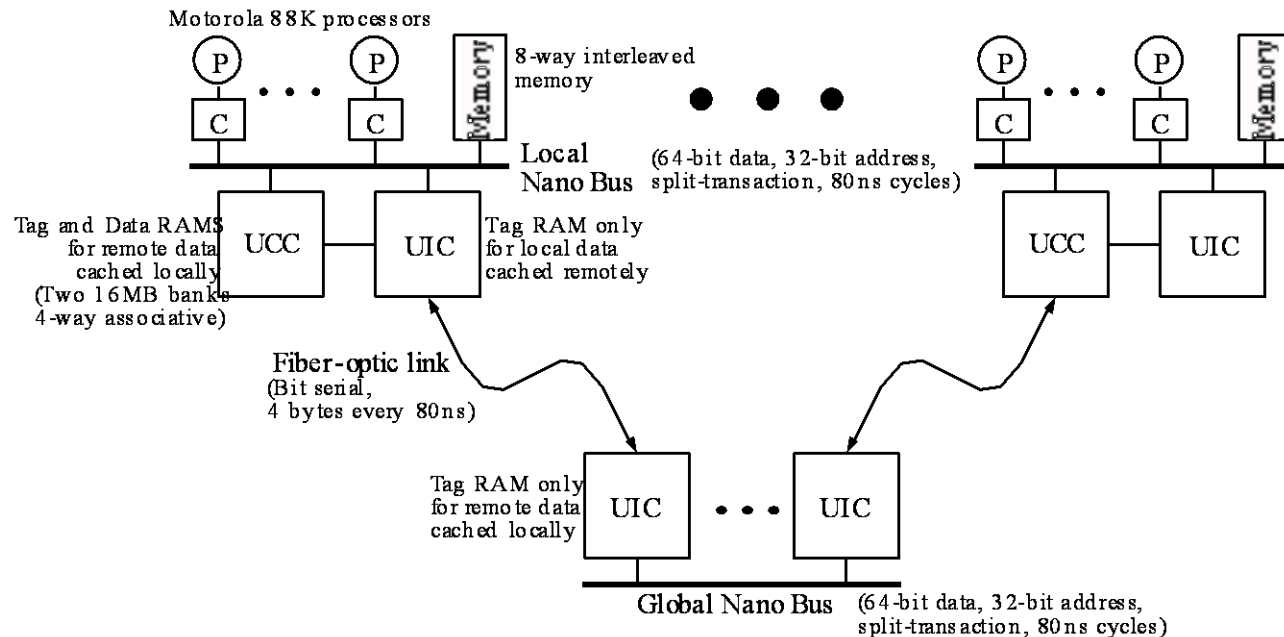 Motorola 88K processors
P
P
Memory
8-way interleaved
memory
C
C
P
P
Memory
C
C
Local
Nano Bus
(64-bit data, 32-bit address,
split-transaction, 80ns cycles)
Tag and Data RAMS
for remote data
cached locally
(Two 16MB banks
4-way associative)
UCC
UIC
Tag RAM only
for local data
cached remotely
UCC
UIC
Fiber-optic link
(Bit serial,
4 bytes every 80ns)
Tag RAM only
for remote data
cached locally
UIC
UIC
Global Nano Bus
(64-bit data, 32-bit address,
split-transaction, 80ns cycles)